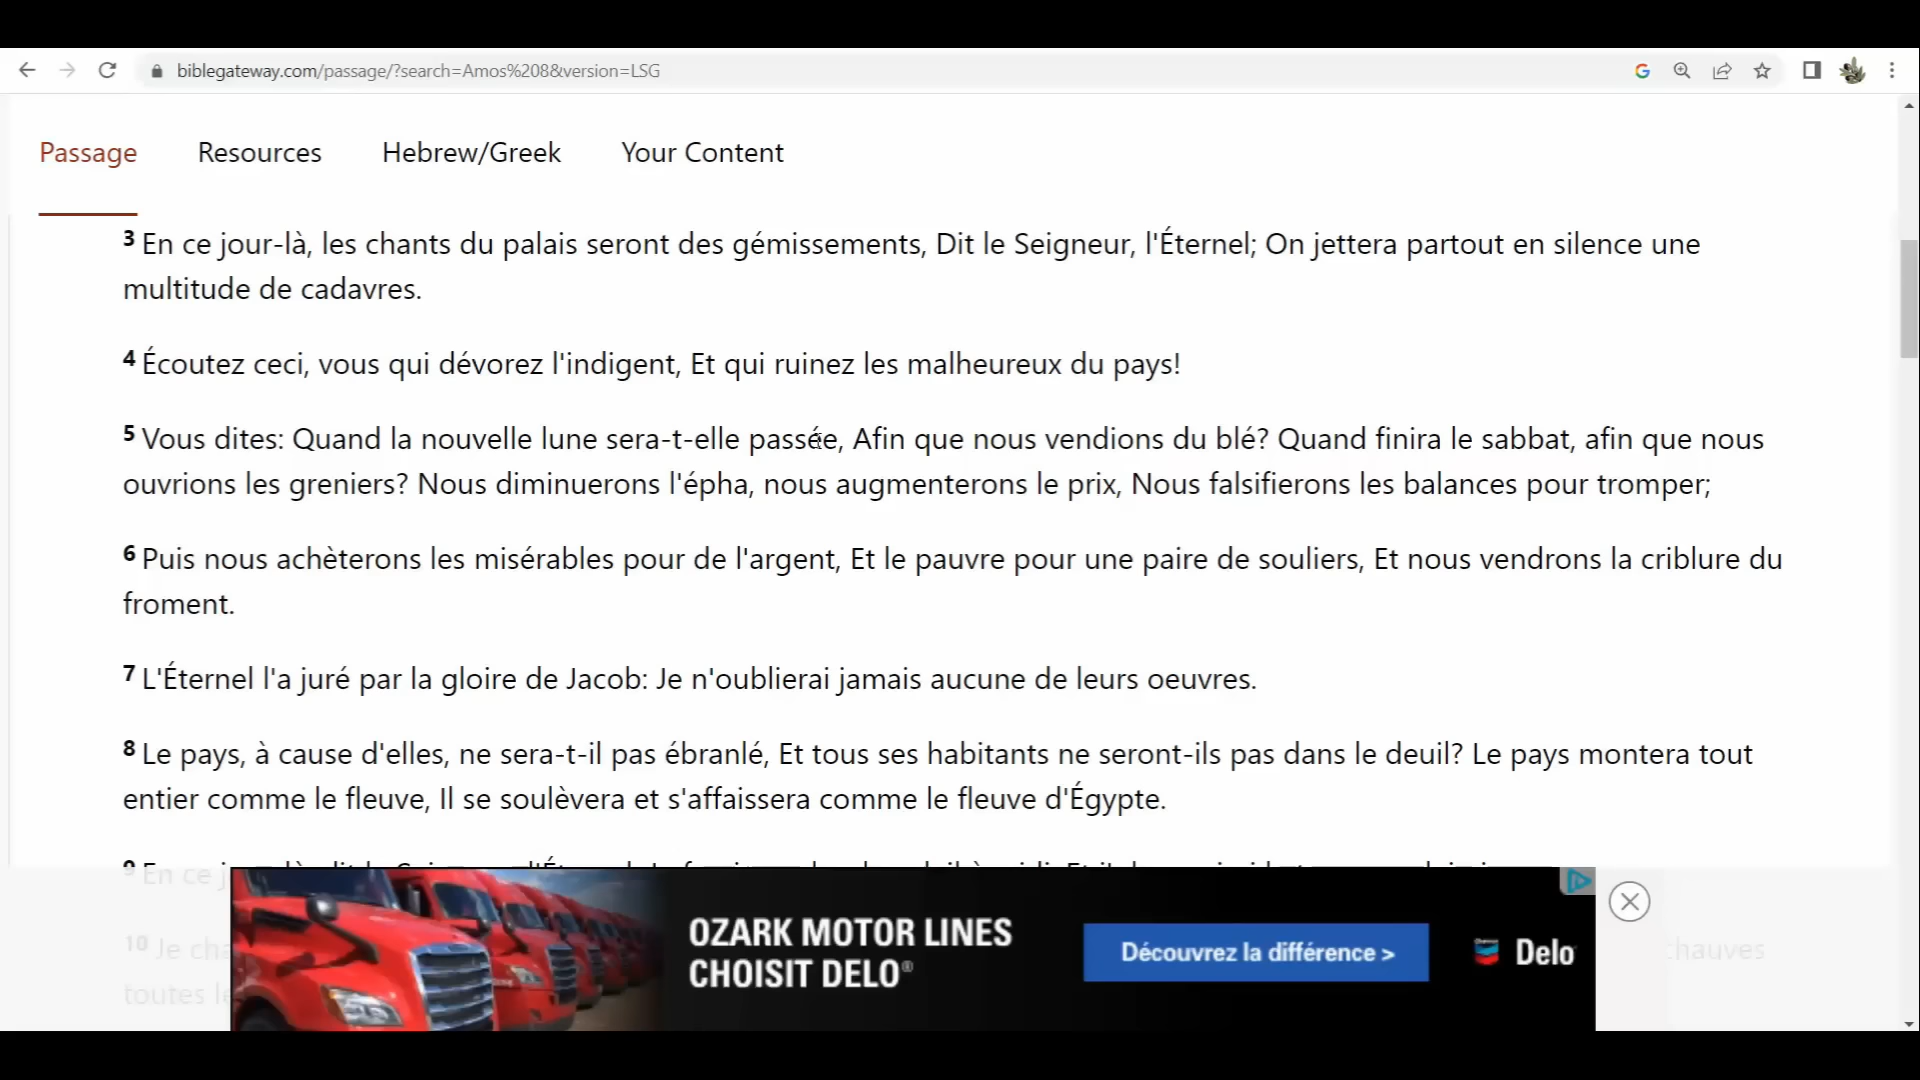 biblegateway.com/passage/?search=Amos%208&version=LSG
Passage Resources Hebrew/Greek Your Content
3 En ce jour-là, les chants du palais seront des gémissements, Dit le Seigneur, l'Éternel; On jettera partout en silence une
multitude de cadavres.
4 Écoutez ceci, vous qui dévorez l'indigent, Et qui ruinez les malheureux du pays!
5 Vous dites: Quand la nouvelle lune sera-t-elle passée, Afin que nous vendions du blé? Quand finira le sabbat, afin que nous
ouvrions les greniers? Nous diminuerons l'épha, nous augmenterons le prix, Nous falsifierons les balances pour tromper;
6 Puis nous achèterons les misérables pour de l'argent, Et le pauvre pour une paire de souliers, Et nous vendrons la criblure du
froment.
7 L'Éternel l'a juré par la gloire de Jacob: Je n'oublierai jamais aucune de leurs oeuvres.
8 Le pays, à cause d'elles, ne sera-t-il pas ébranlé, Et tous ses habitants ne seront-ils pas dans le deuil? Le pays montera tout
entier comme le fleuve, Il se soulèvera et s'affaissera comme le fleuve d'Égypte.
9 En ce
10 Je chauves
toutes
OZARK MOTOR LINES
CHOISIT DELO®
Découvrez la différence >
Delo